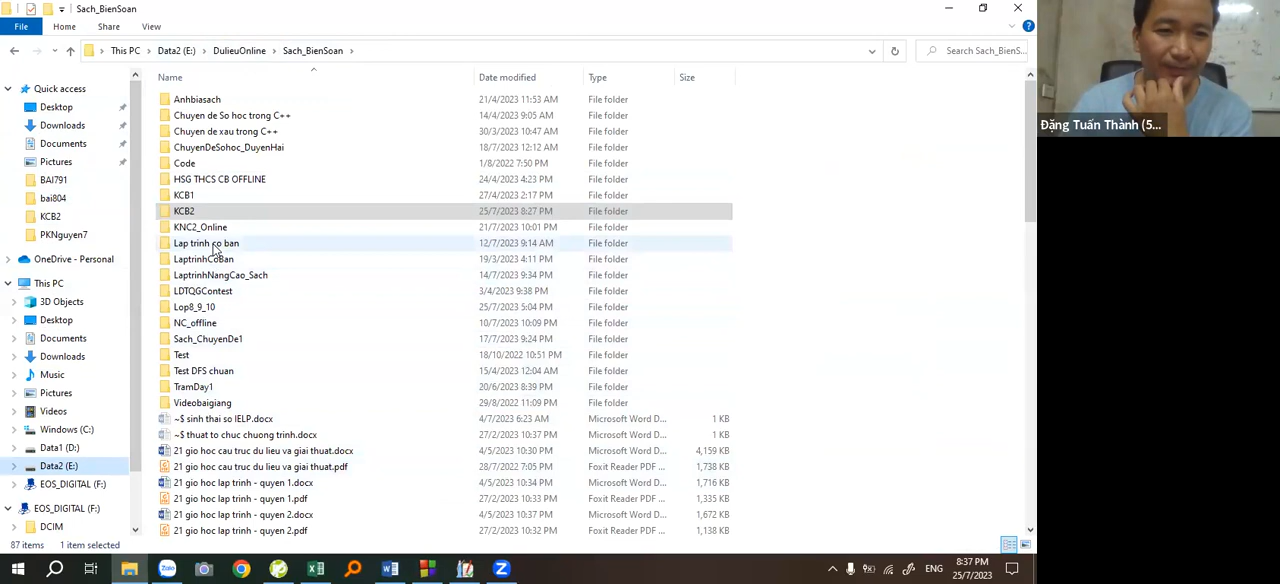 Sach_BienSoan
File
Home
Share
View
This PC
Data2 (E:)
DulieuOnline
Sach_BienSoan
Search Sach_BienS...
Name
Date modified
Type
Size
Quick access
Desktop
Downloads
Documents
Pictures
BAI791
bai804
KCB2
PKNguyen7
OneDrive - Personal
This PC
3D Objects
Desktop
Documents
Downloads
Music
Pictures
Videos
Windows (C:)
Data1 (D:)
Data2 (E:)
EOS_DIGITAL (F:)
EOS_DIGITAL (F:)
DCIM
Anhbiasach 21/4/2023 11:53 AM File folder
Chuyen de So hoc trong C++ 14/4/2023 9:05 AM File folder
Chuyen de xau trong C++ 30/3/2023 10:47 AM File folder
ChuyenDeSohoc_DuyenHai 18/7/2023 12:12 AM File folder
Code 1/8/2022 7:50 PM File folder
HSG THCS CB OFFLINE 24/4/2023 4:23 PM File folder
KCB1 27/4/2023 2:17 PM File folder
KCB2 25/7/2023 8:27 PM File folder
KNC2_Online 21/7/2023 10:01 PM File folder
Lap trinh co ban 12/7/2023 9:14 AM File folder
LaptrinhCoBan 19/3/2023 4:11 PM File folder
LaptrinhNangCao_Sach 14/7/2023 9:34 PM File folder
LDTQGContest 3/4/2023 9:38 PM File folder
Lop8_9_10 25/7/2023 5:04 PM File folder
NC_offline 10/7/2023 10:09 PM File folder
Sach_ChuyenDe1 17/7/2023 9:24 PM File folder
Test 18/10/2022 10:51 PM File folder
Test DFS chuan 15/4/2023 12:04 AM File folder
TramDay1 20/6/2023 8:39 PM File folder
Videobaigiang 29/8/2022 11:09 PM File folder
~$ sinh thai so IELP.docx 4/7/2023 6:23 AM Microsoft Word D... 1 KB
~$ thuat to chuc chuong trinh.docx 27/2/2023 10:37 PM Microsoft Word D... 1 KB
21 gio hoc cau truc du lieu va giai thuat.docx 4/5/2023 10:30 PM Microsoft Word D... 4,159 KB
21 gio hoc cau truc du lieu va giai thuat.pdf 28/7/2022 7:05 PM Foxit Reader PDF ... 1,738 KB
21 gio hoc lap trinh - quyen 1.docx 4/5/2023 10:34 PM Microsoft Word D... 1,716 KB
21 gio hoc lap trinh - quyen 1.pdf 27/2/2023 10:33 PM Foxit Reader PDF ... 1,335 KB
21 gio hoc lap trinh - quyen 2.docx 4/5/2023 10:37 PM Microsoft Word D... 1,672 KB
21 gio hoc lap trinh - quyen 2.pdf 27/2/2023 10:32 PM Foxit Reader PDF ... 1,138 KB
87 items 1 item selected
Đặng Tuấn Thành (5...
Zalo
ENG
8:37 PM
25/7/2023